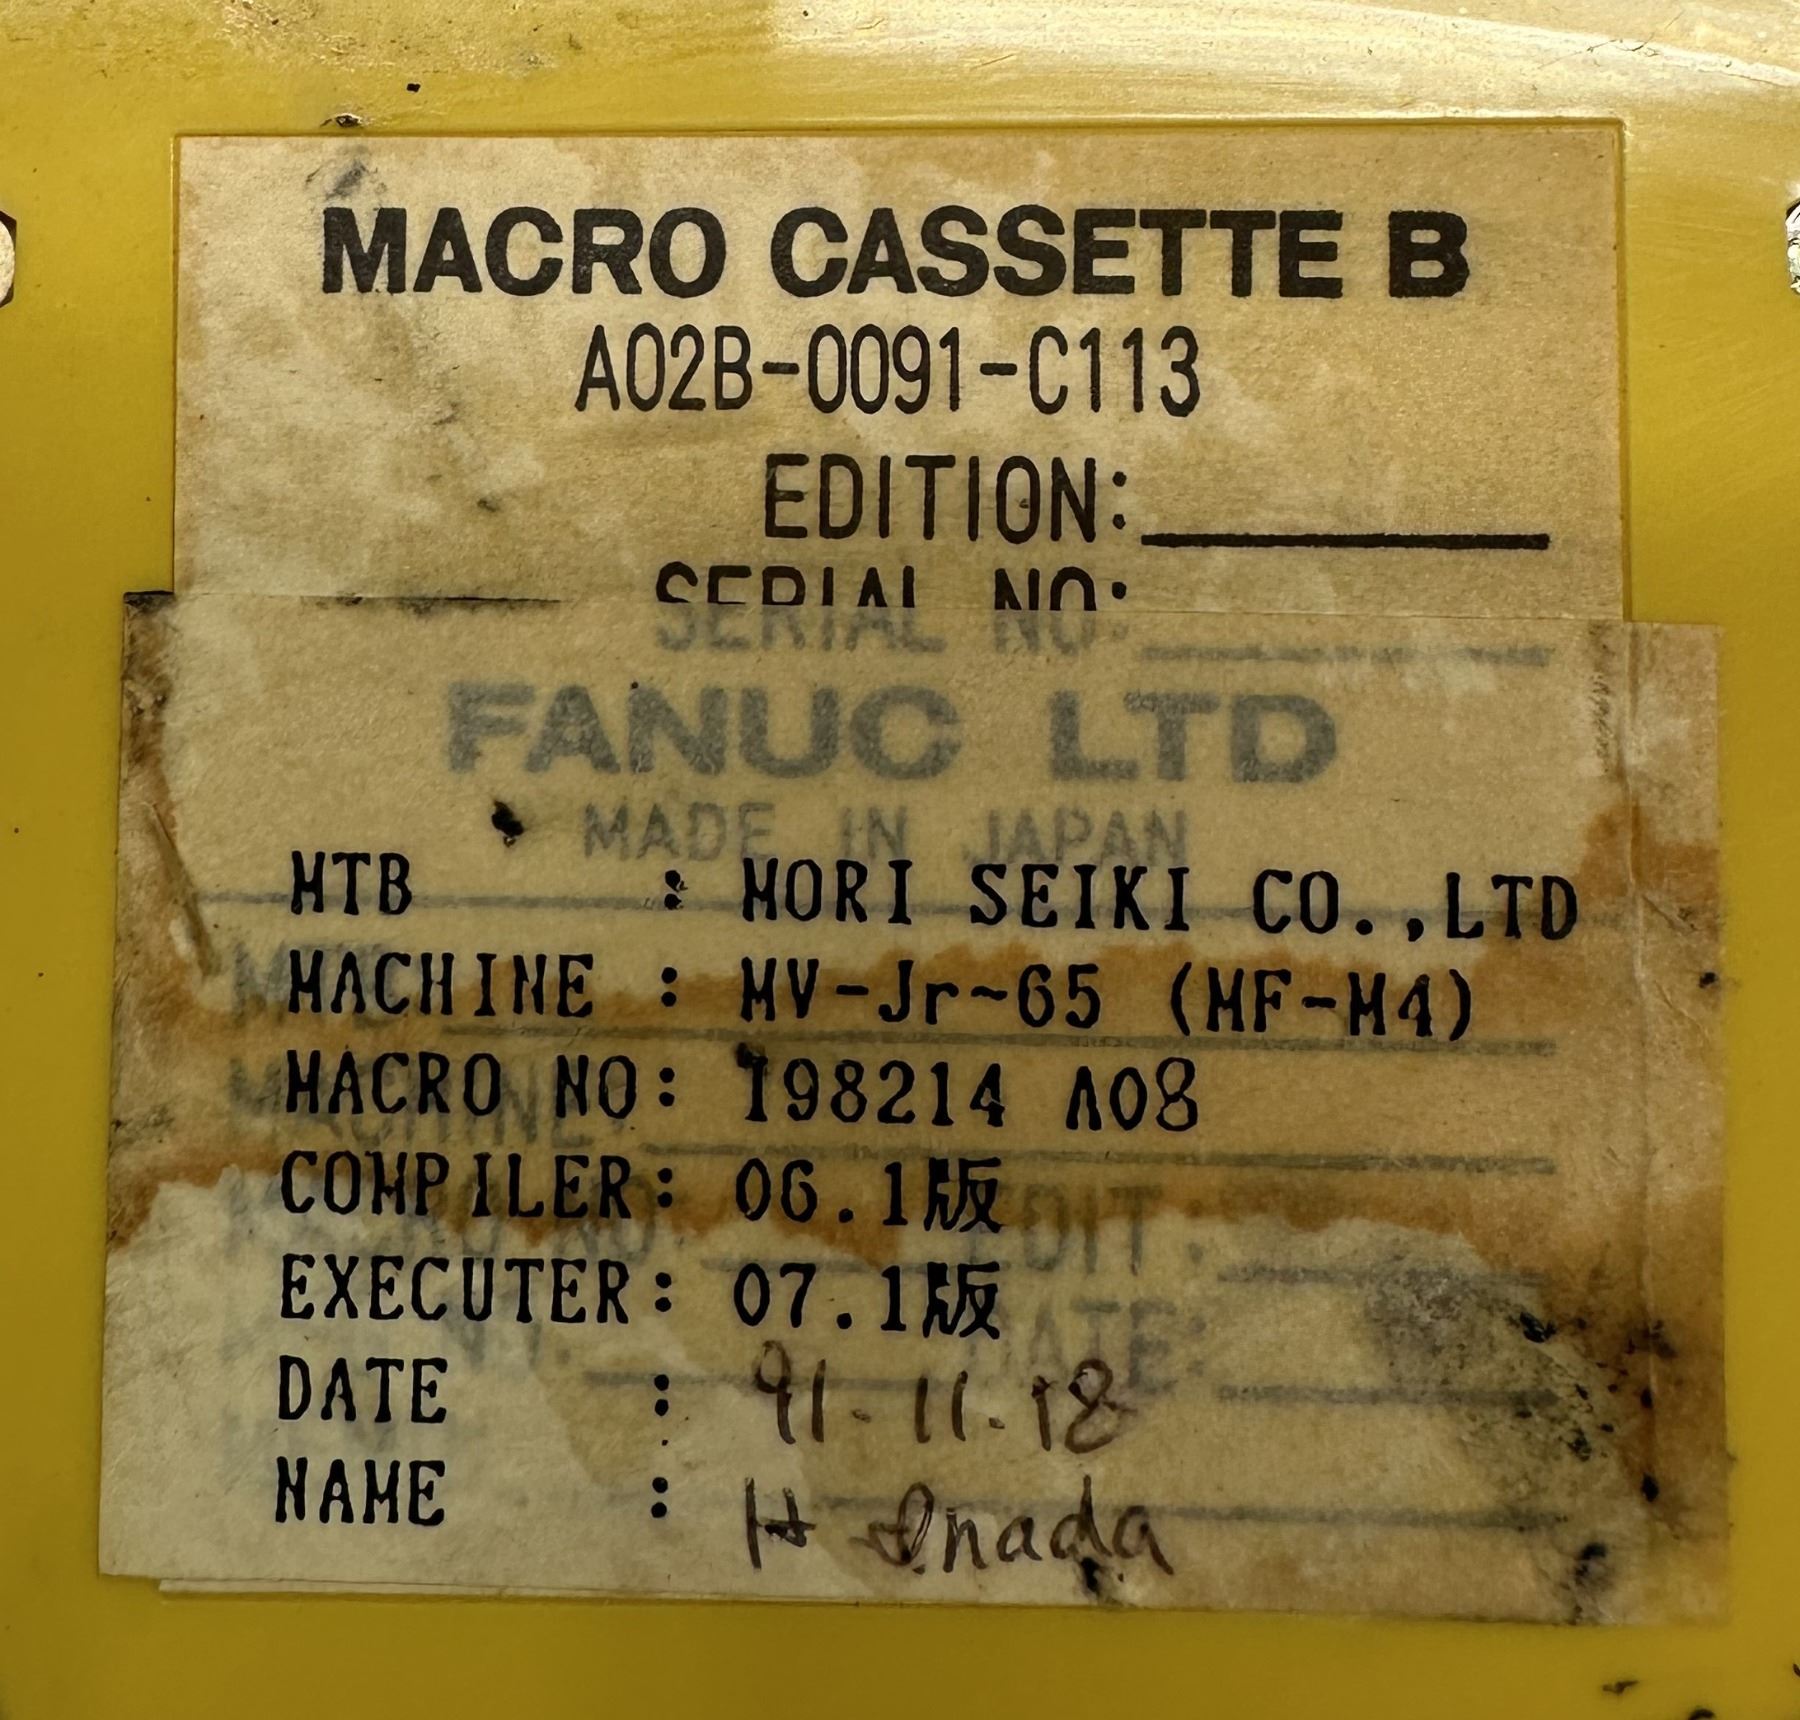 MACRO CASSETTE B
A02B-0091-C113
EDITION:
SERIAL NO:
FANUC LTD
MADE IN JAPAN
MTB : MORI SEIKI CO.,LTD
MACHINE : MV-Jr~65 (MF-M4)
MACRO NO: 198214 A08
COMPILER: 06.1版
EXECUTER: 07.1版
DATE : 91-11-18
NAME : H Inada